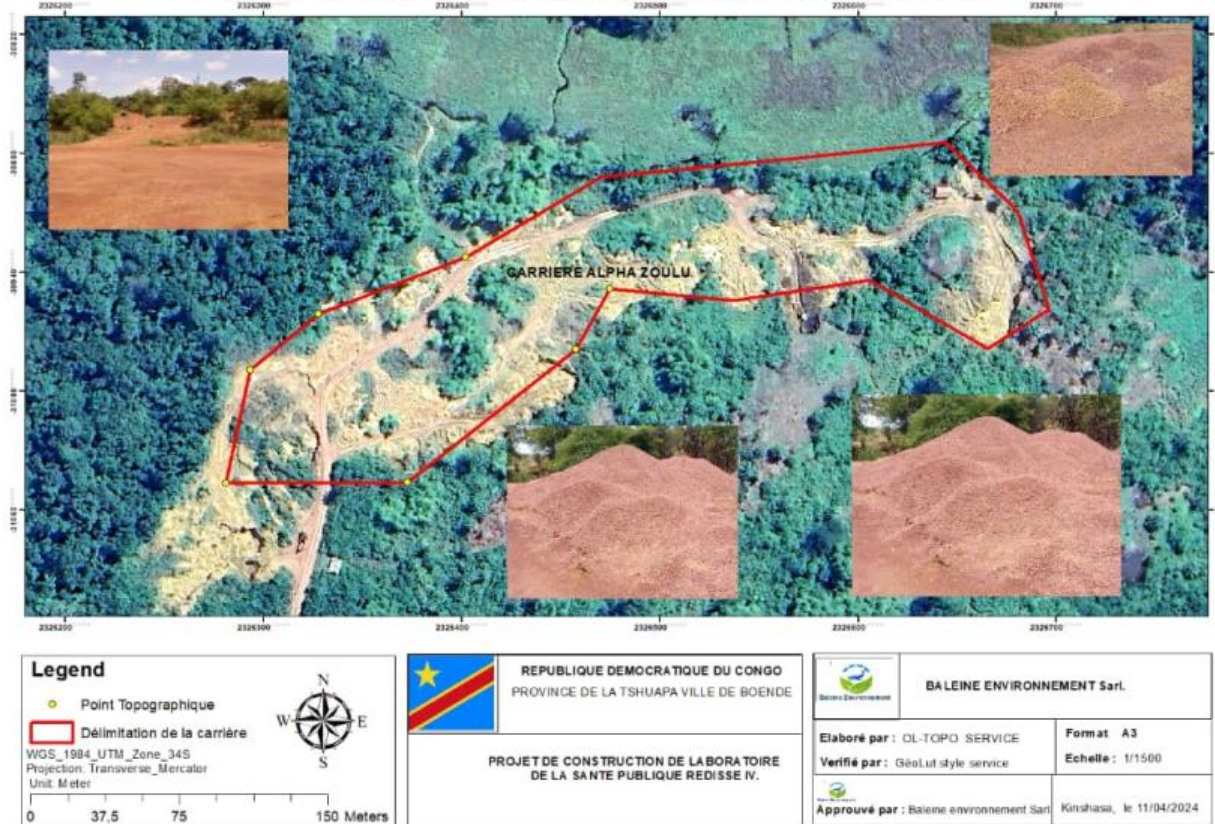 2326200 2326300 2326400 2326500 2326600 2326700
CARRIERE ALPHA ZOULU
2326200 2326300 2326400 2326500 2326600 2326700
Legend
Point Topographique
Délimitation de la carrière
WGS_1984_UTM_Zone_34S
Projection: Transverse_Mercator
Unit: Meter
0 37,5 75 150 Meters
N
W E
S
REPUBLIQUE DEMOCRATIQUE DU CONGO
PROVINCE DE LA TSHUAPA VILLE DE BOENDE
PROJET DE CONSTRUCTION DE LABORATOIRE
DE LA SANTE PUBLIQUE REDISSE IV.
Baleine Environnement
BALEINE ENVIRONNEMENT Sarl.
Elaboré par : OL-TOPO SERVICE
Verifié par : GéoLut style service
Format A3
Echelle : 1/1500
Approuvé par : Baleine environnement Sarl
Kinshasa, le 11/04/2024